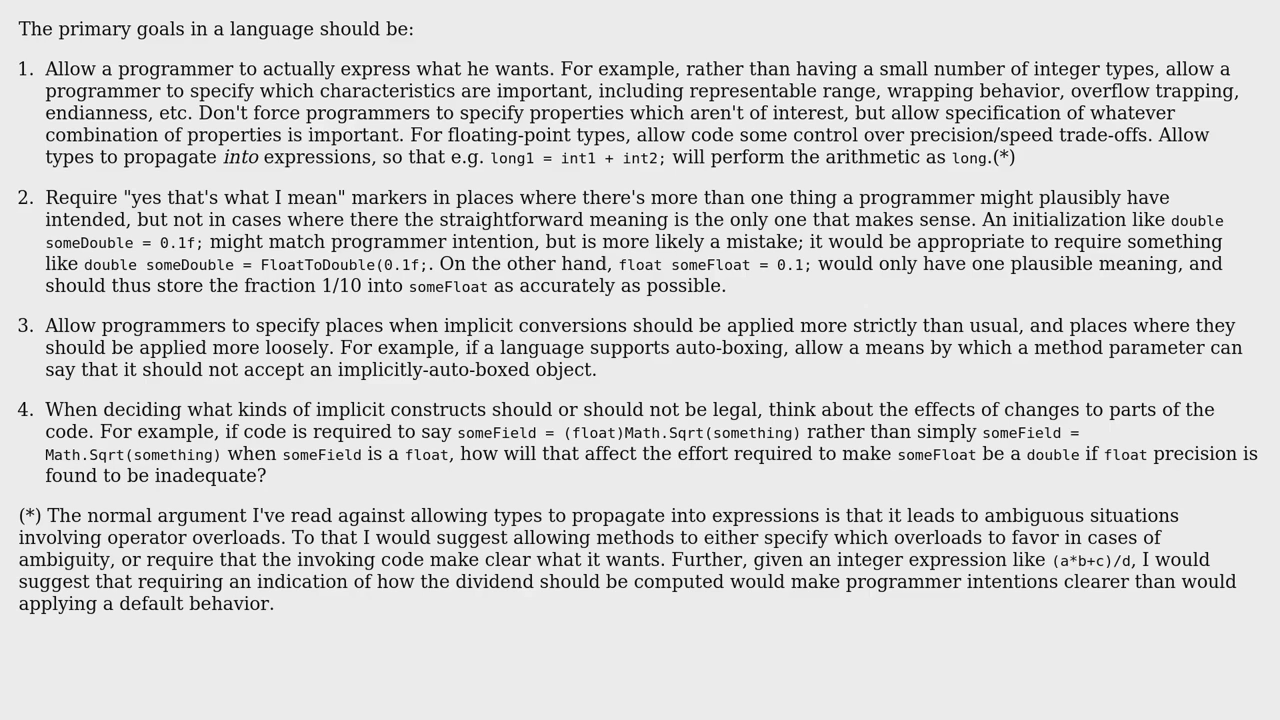 The primary goals in a language should be:
1. Allow a programmer to actually express what he wants. For example, rather than having a small number of integer types, allow a
programmer to specify which characteristics are important, including representable range, wrapping behavior, overflow trapping,
endianness, etc. Don't force programmers to specify properties which aren't of interest, but allow specification of whatever
combination of properties is important. For floating-point types, allow code some control over precision/speed trade-offs. Allow
types to propagate into expressions, so that e.g. long1 = int1 + int2; will perform the arithmetic as long.(*)
2. Require "yes that's what I mean" markers in places where there's more than one thing a programmer might plausibly have
intended, but not in cases where there the straightforward meaning is the only one that makes sense. An initialization like double
someDouble = 0.1f; might match programmer intention, but is more likely a mistake; it would be appropriate to require something
like double someDouble = FloatToDouble(0.1f;. On the other hand, float someFloat = 0.1; would only have one plausible meaning, and
should thus store the fraction 1/10 into someFloat as accurately as possible.
3. Allow programmers to specify places when implicit conversions should be applied more strictly than usual, and places where they
should be applied more loosely. For example, if a language supports auto-boxing, allow a means by which a method parameter can
say that it should not accept an implicitly-auto-boxed object.
4. When deciding what kinds of implicit constructs should or should not be legal, think about the effects of changes to parts of the
code. For example, if code is required to say someField = (float)Math.Sqrt(something) rather than simply someField =
Math.Sqrt(something) when someField is a float, how will that affect the effort required to make someFloat be a double if float precision is
found to be inadequate?
(*) The normal argument I've read against allowing types to propagate into expressions is that it leads to ambiguous situations
involving operator overloads. To that I would suggest allowing methods to either specify which overloads to favor in cases of
ambiguity, or require that the invoking code make clear what it wants. Further, given an integer expression like (a*b+c)/d, I would
suggest that requiring an indication of how the dividend should be computed would make programmer intentions clearer than would
applying a default behavior.